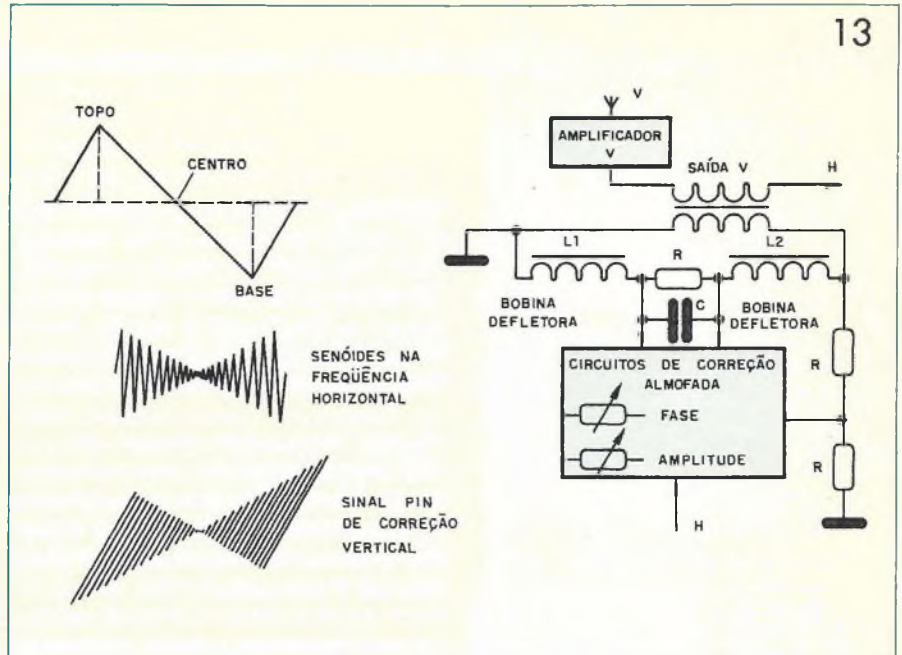 13
TOPO
CENTRO
BASE
SENÓIDES NA
FREQÜÊNCIA
HORIZONTAL
SINAL PIN
DE CORREÇÃO
VERTICAL
V
AMPLIFICADOR
V
SAÍDA V
H
L1
R
L2
BOBINA
DEFLETORA
C
BOBINA
DEFLETORA
CIRCUITOS DE CORREÇÃO
ALMOFADA
FASE
AMPLITUDE
R
R
H